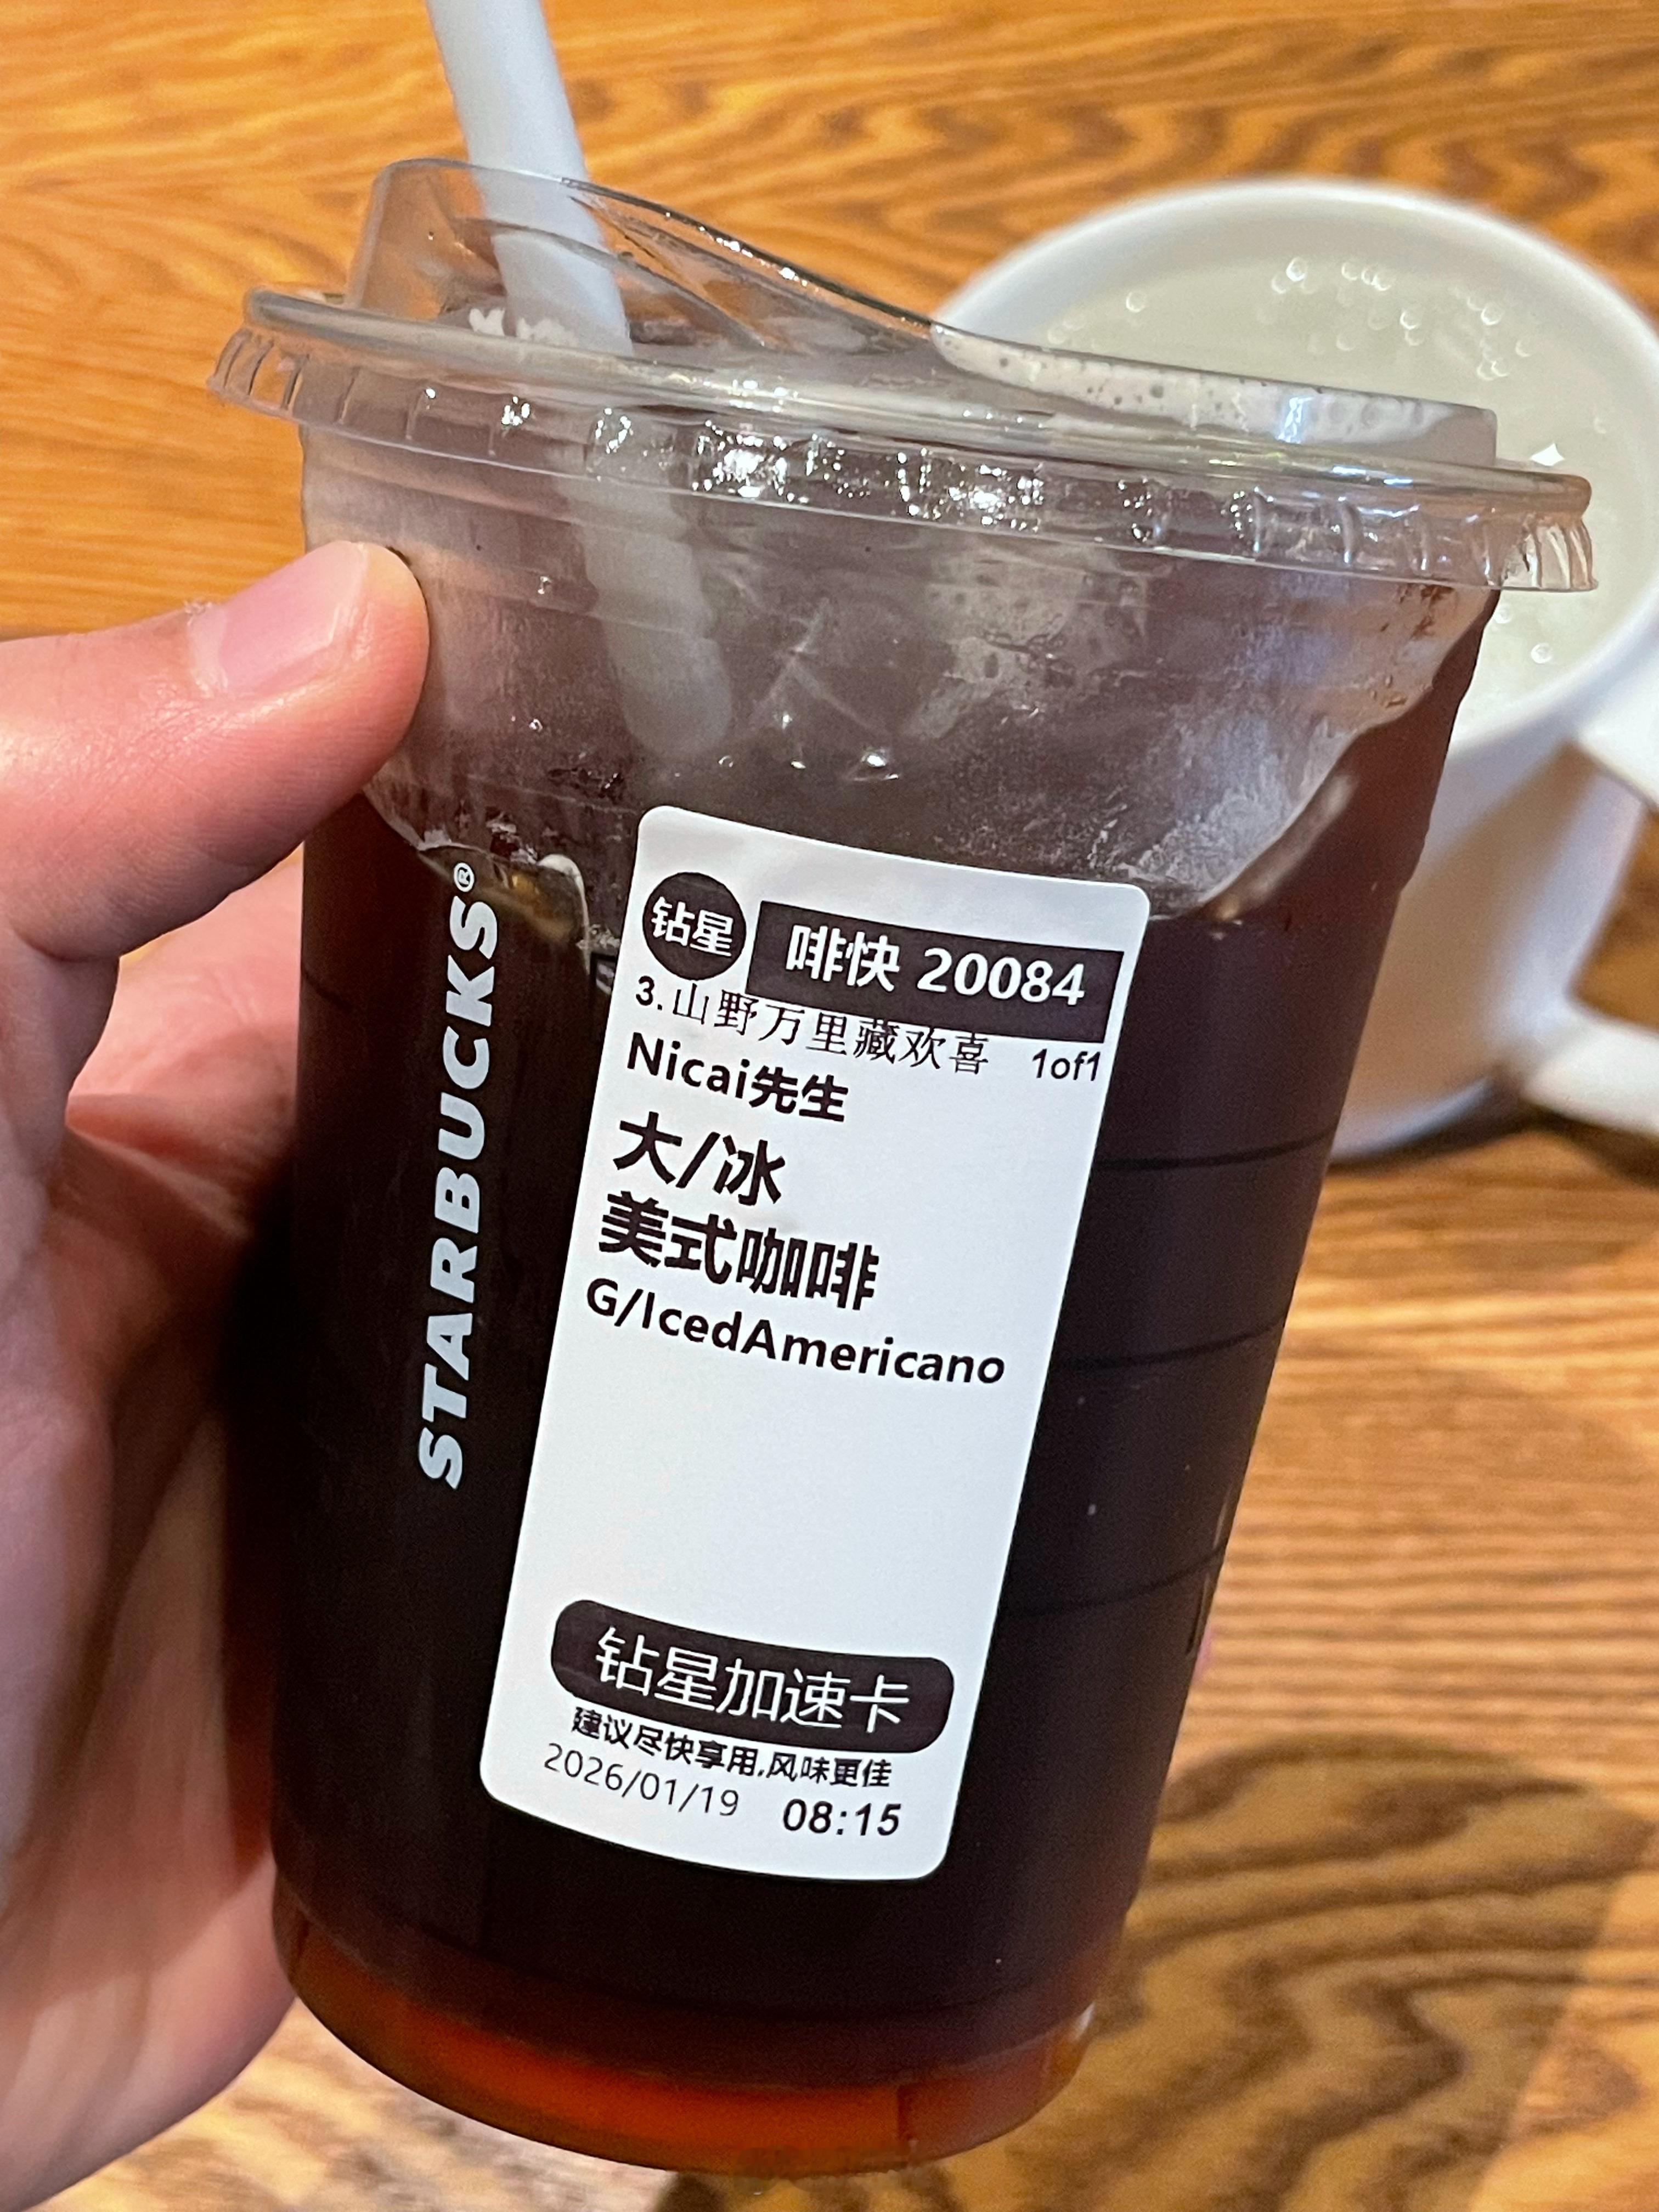 STARBUCKS®
钻星
啡快 20084
3.山野万里藏欢喜 1of1
Nicai先生
大/冰
美式咖啡
G/IcedAmericano
钻星加速卡
建议尽快享用,风味更佳
2026/01/19 08:15